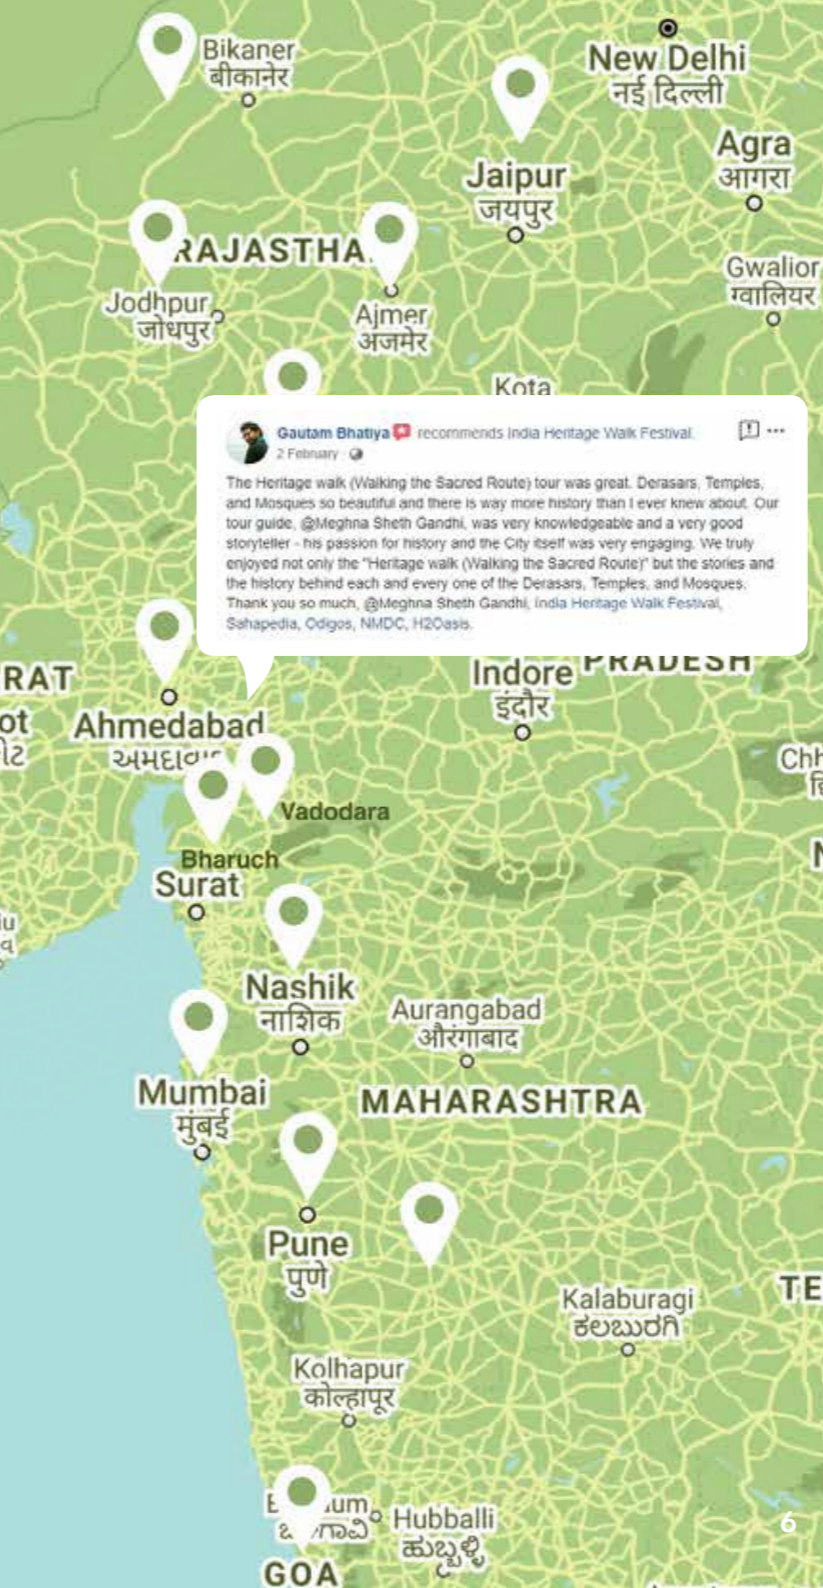 Bikaner
बीकानेर
New Delhi
नई दिल्ली
Agra
आगरा
Jaipur
जयपुर
RAJASTHA
Gwalior
ग्वालियर
Jodhpur
जोधपुर
Ajmer
अजमेर
Kota
Gautam Bhatiya recommends India Heritage Walk Festival.
2 February
The Heritage walk (Walking the Sacred Route) tour was great. Derasars, Temples,
and Mosques so beautiful and there is way more history than I ever knew about. Our
tour guide, @Meghna Sheth Gandhi, was very knowledgeable and a very good
storyteller - his passion for history and the City itself was very engaging. We truly
enjoyed not only the "Heritage walk (Walking the Sacred Route)" but the stories and
the history behind each and every one of the Derasars, Temples, and Mosques.
Thank you so much, @Meghna Sheth Gandhi, India Heritage Walk Festival,
Sahapedia, Odigos, NMDC, H2Oasis.
RAT
Indore
PRADESH
इंदौर
ot
Ahmedabad
Chh
Vadodara
Bharuch
Surat
Nashik
नाशिक
Aurangabad
औरंगाबाद
Mumbai
मुंबई
MAHARASHTRA
Pune
पुणे
TE
Kalaburagi
ಕಲಬುರಗಿ
Kolhapur
कोल्हापूर
Hubballi
ಹುಬ್ಬಳ್ಳಿ
GOA
6